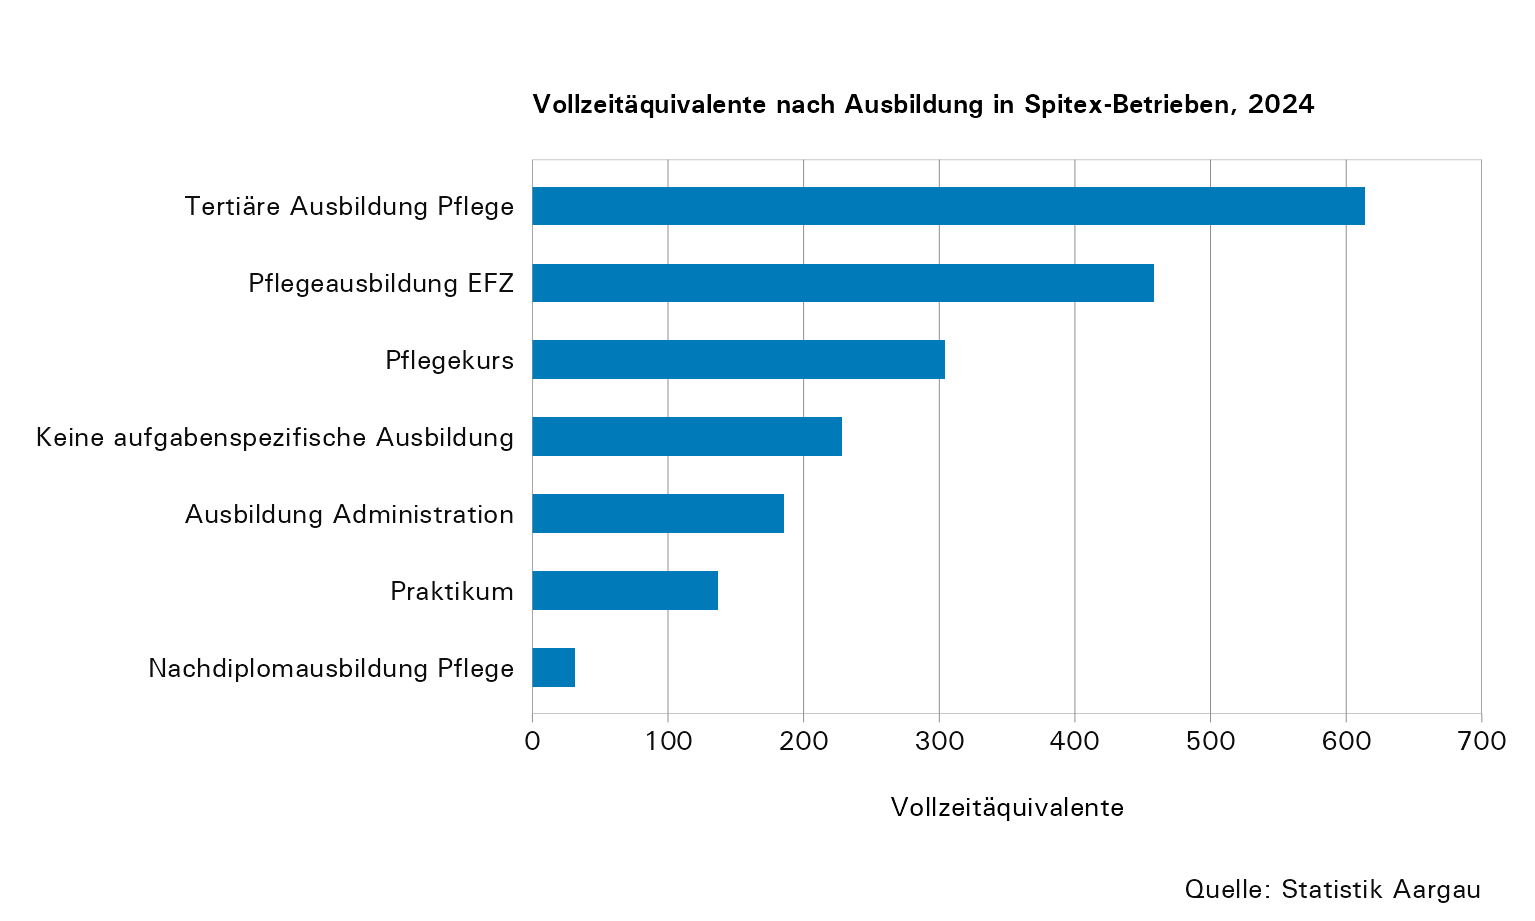 Vollzeitäquivalente nach Ausbildung in Spitex-Betrieben, 2024
Tertiäre Ausbildung Pflege
Pflegeausbildung EFZ
Pflegekurs
Keine aufgabenspezifische Ausbildung
Ausbildung Administration
Praktikum
Nachdiplomausbildung Pflege
0 100 200 300 400 500 600 700
Vollzeitäquivalente
Quelle: Statistik Aargau